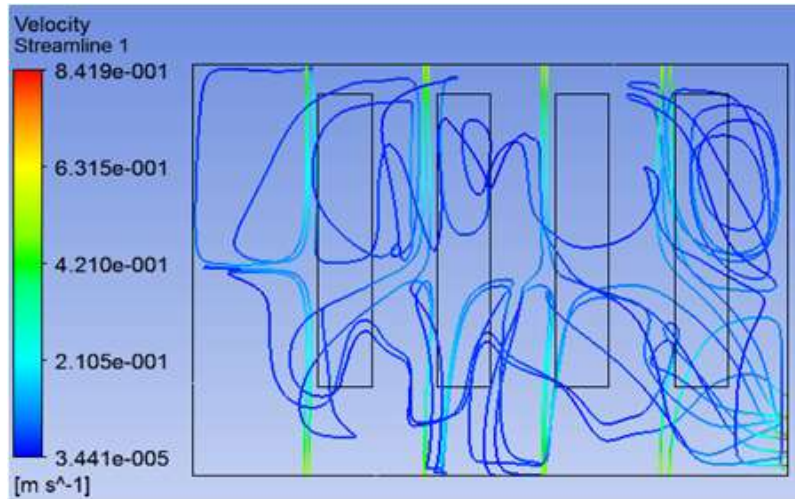 Velocity
Streamline 1
8.419e-001
6.315e-001
4.210e-001
2.105e-001
3.441e-005
[m s^-1]